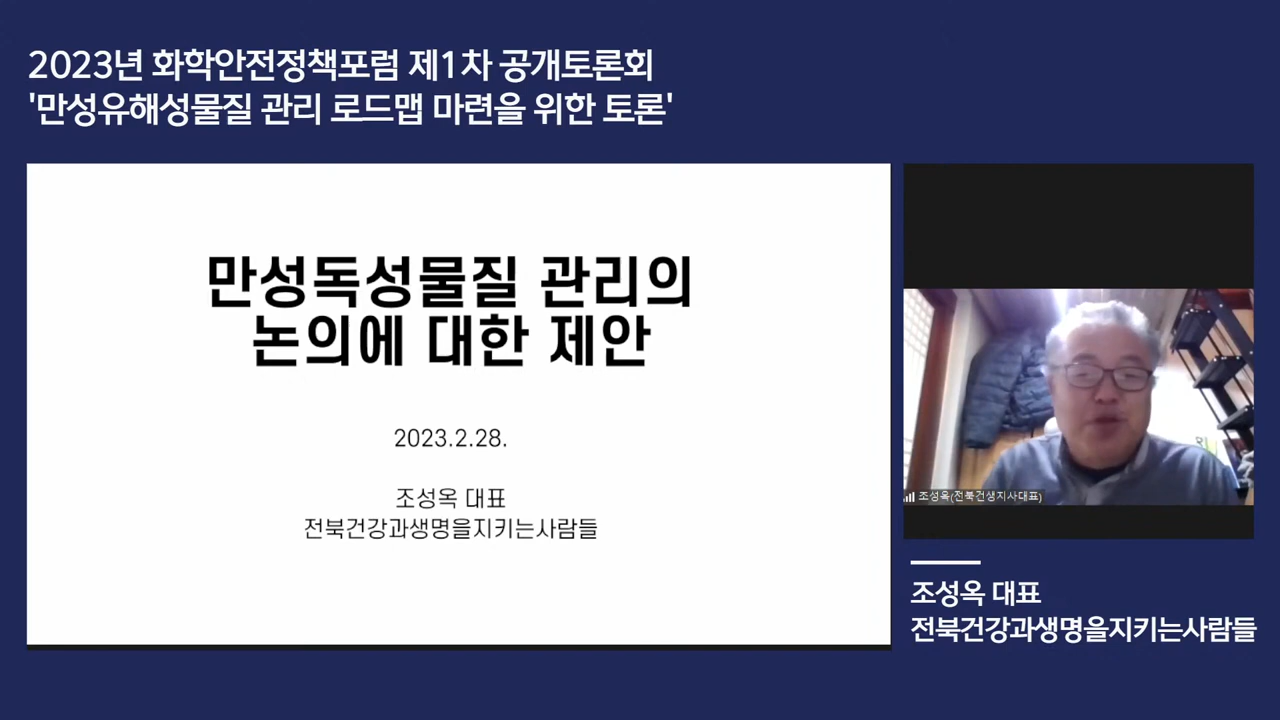 2023년 화학안전정책포럼 제1차 공개토론회
'만성유해성물질 관리 로드맵 마련을 위한 토론'
만성독성물질 관리의
논의에 대한 제안
2023.2.28.
조성옥 대표
전북건강과생명을지키는사람들
조성옥(전북건생지사대표)
조성옥 대표
전북건강과생명을지키는사람들